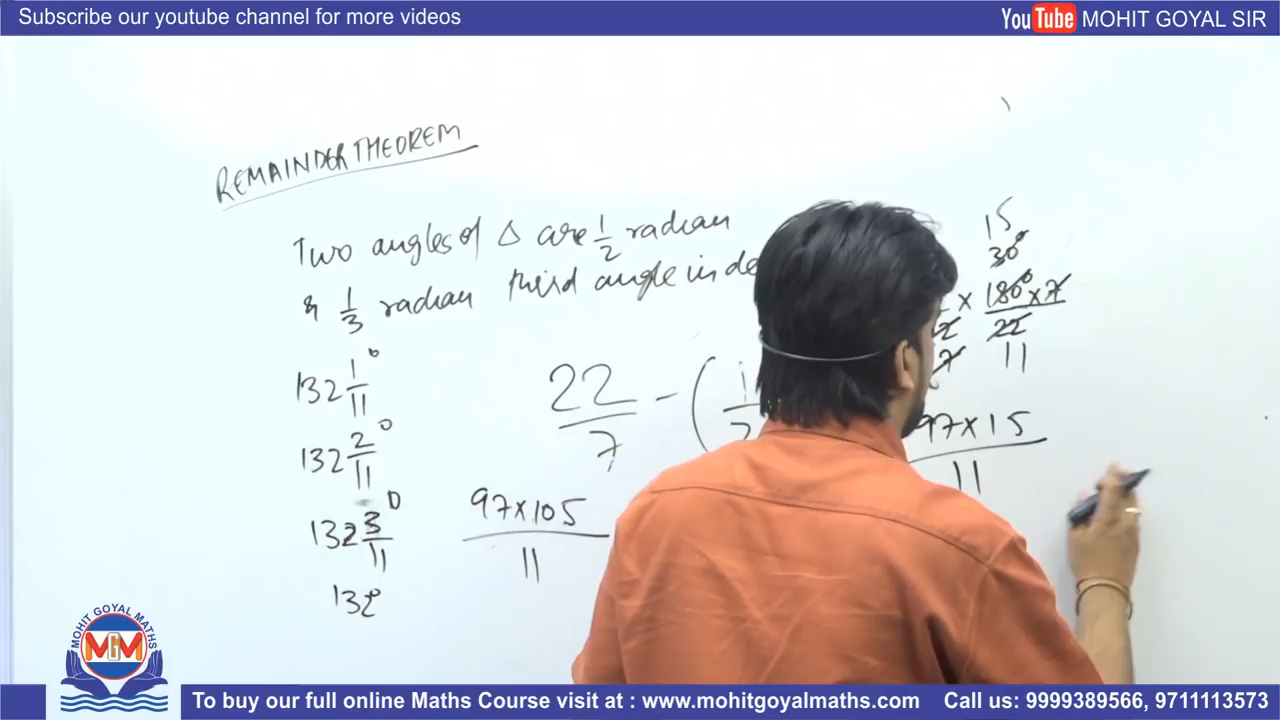 Subscribe our youtube channel for more videos
YouTube MOHIT GOYAL SIR
REMAINDER THEOREM
Two angles of Δ are 1/2 radian
& 1/3 radian third angle in de
132 1/11°
132 2/11°
132 3/11°
132°
22/7 - (
97×105
11
15
30°
× 180°×7
22
11
97×15
11
MOHIT GOYAL MATHS
MGM
To buy our full online Maths Course visit at : www.mohitgoyalmaths.com Call us: 9999389566, 9711113573